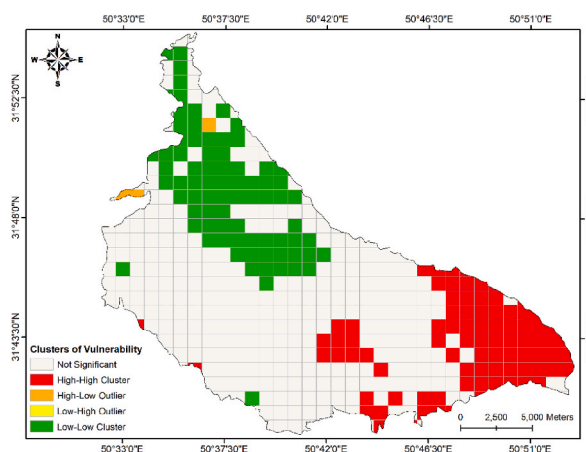 50°33'0"E 50°37'30"E 50°42'0"E 50°46'30"E 50°51'0"E
N
W E
S
31°52'30"N
31°48'0"N
31°43'30"N
Clusters of Vulnerability
Not Significant
High-High Cluster
High-Low Outlier
Low-High Outlier
Low-Low Cluster
0 2,500 5,000 Meters
50°33'0"E 50°37'30"E 50°42'0"E 50°46'30"E 50°51'0"E